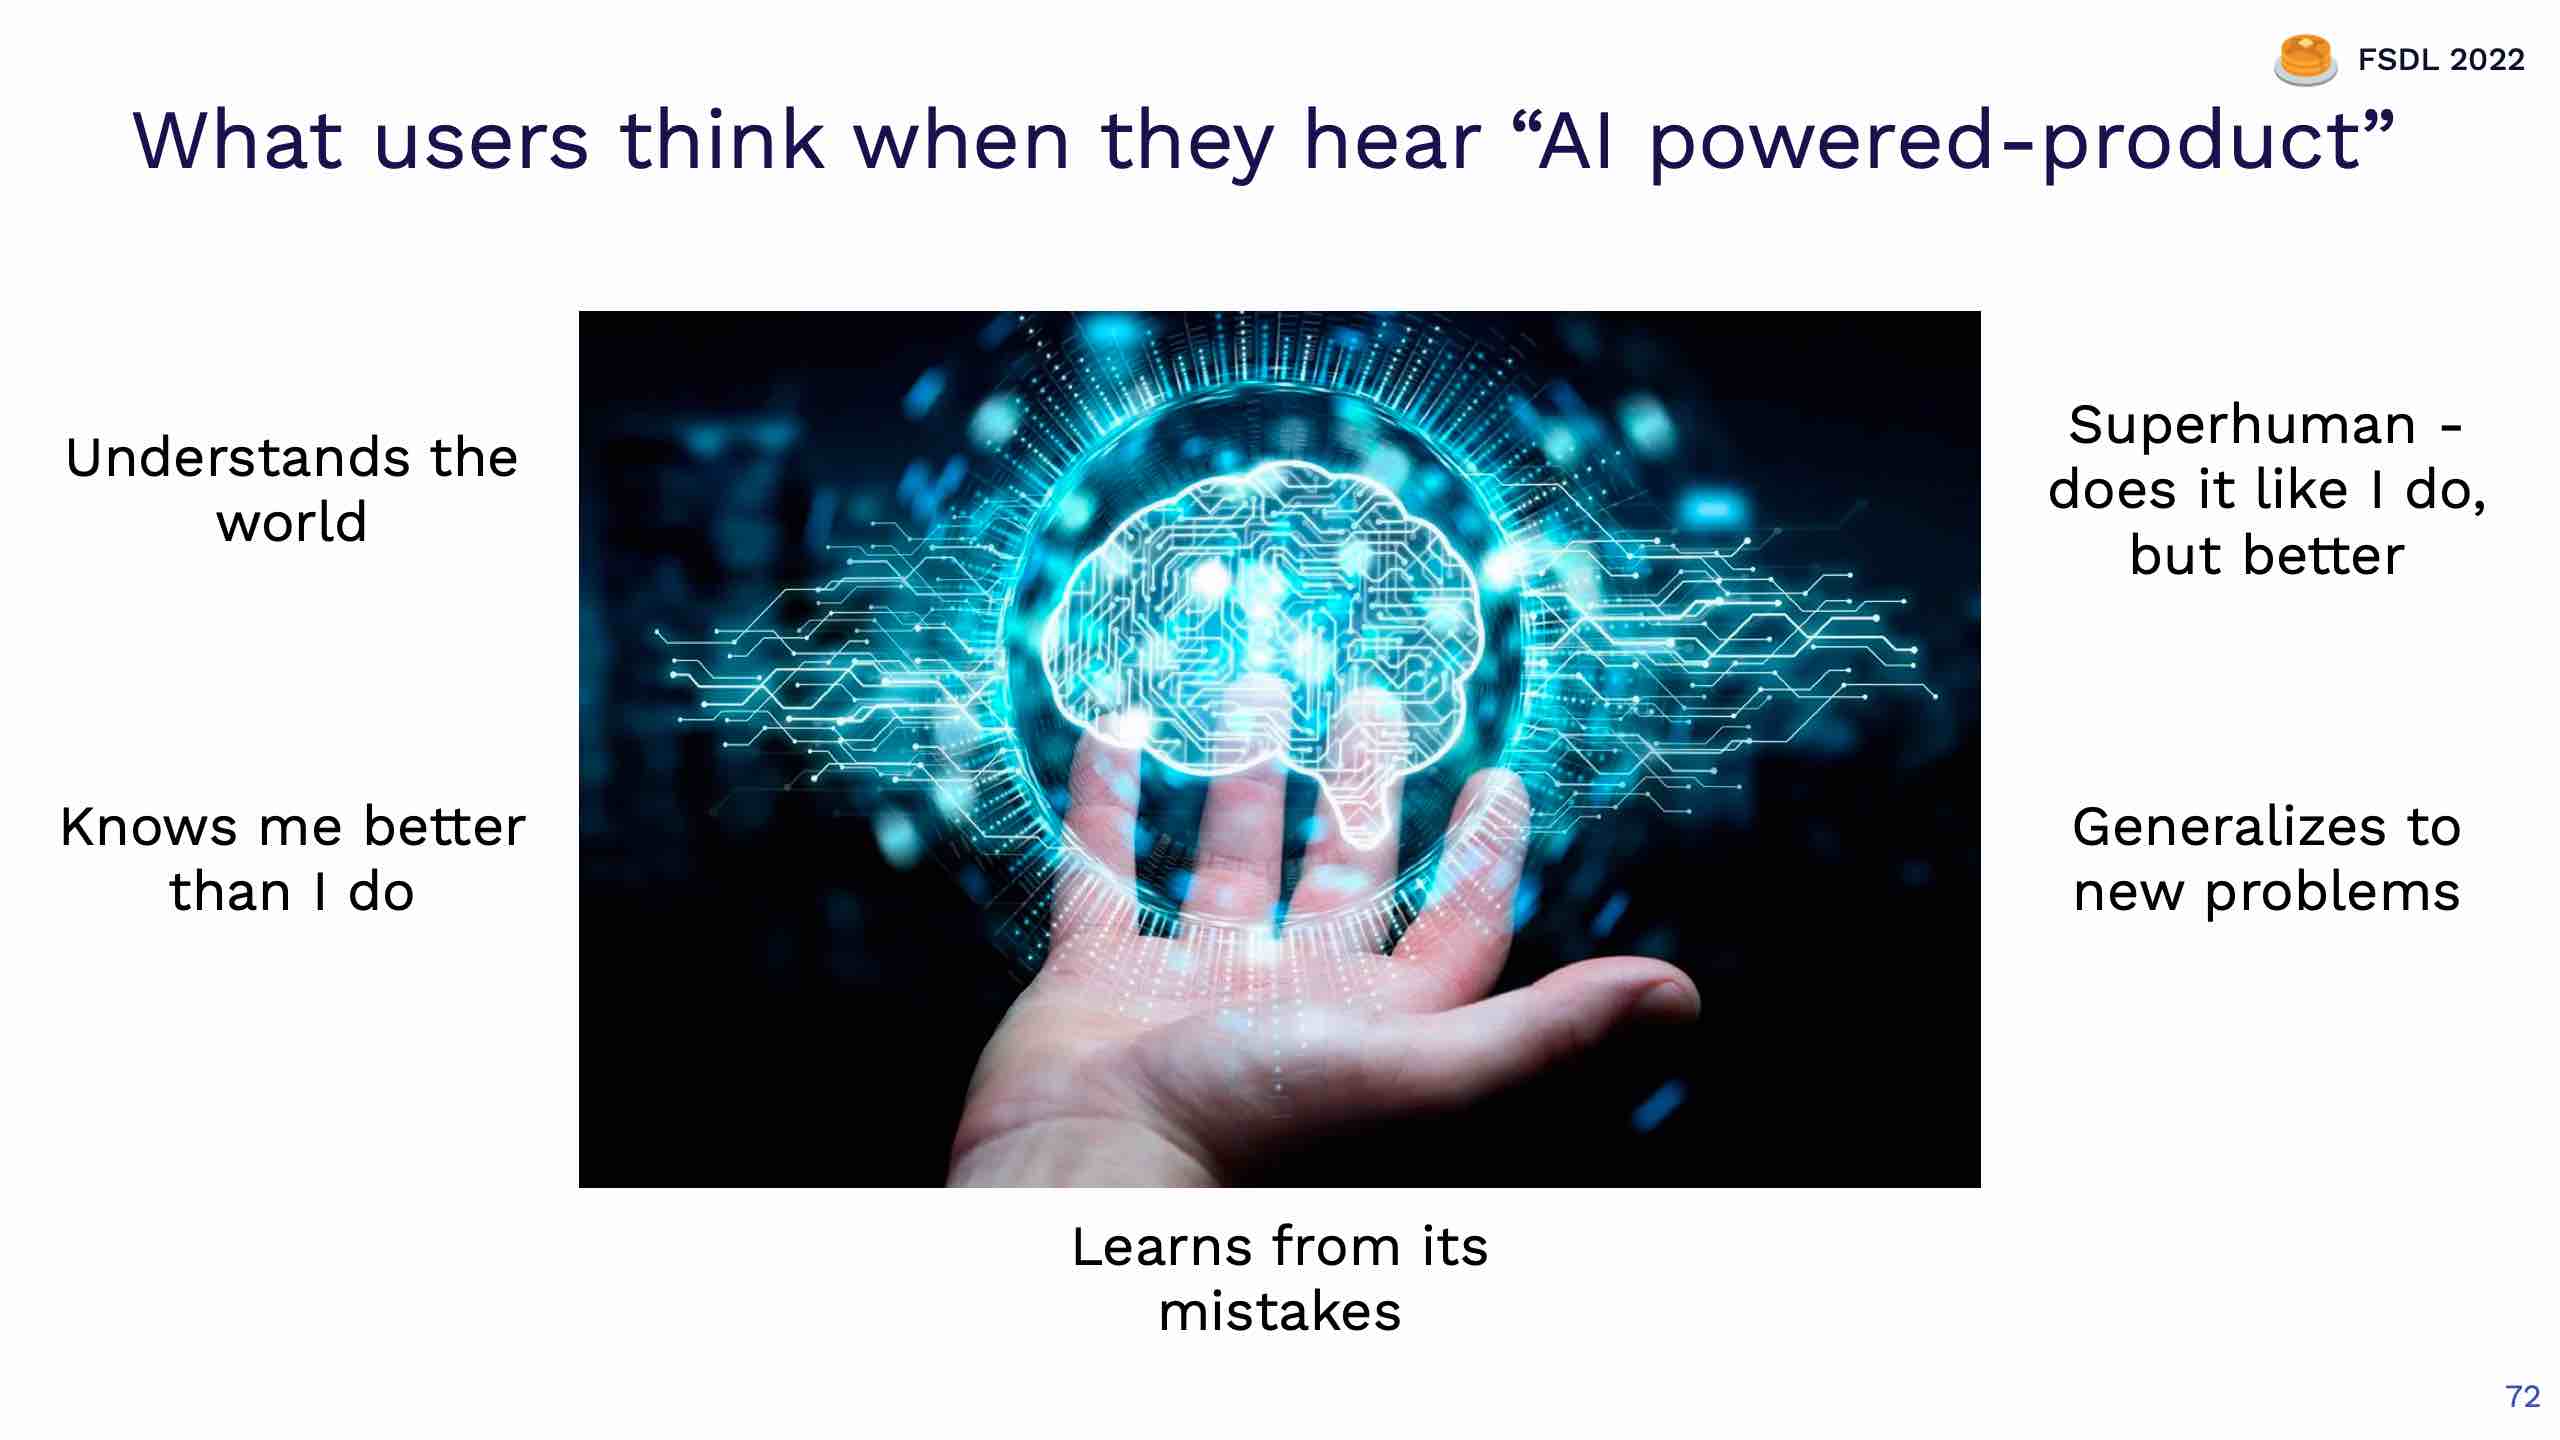 FSDL 2022
What users think when they hear “AI powered-product”
Understands the
world
Knows me better
than I do
Superhuman -
does it like I do,
but better
Generalizes to
new problems
Learns from its
mistakes
72